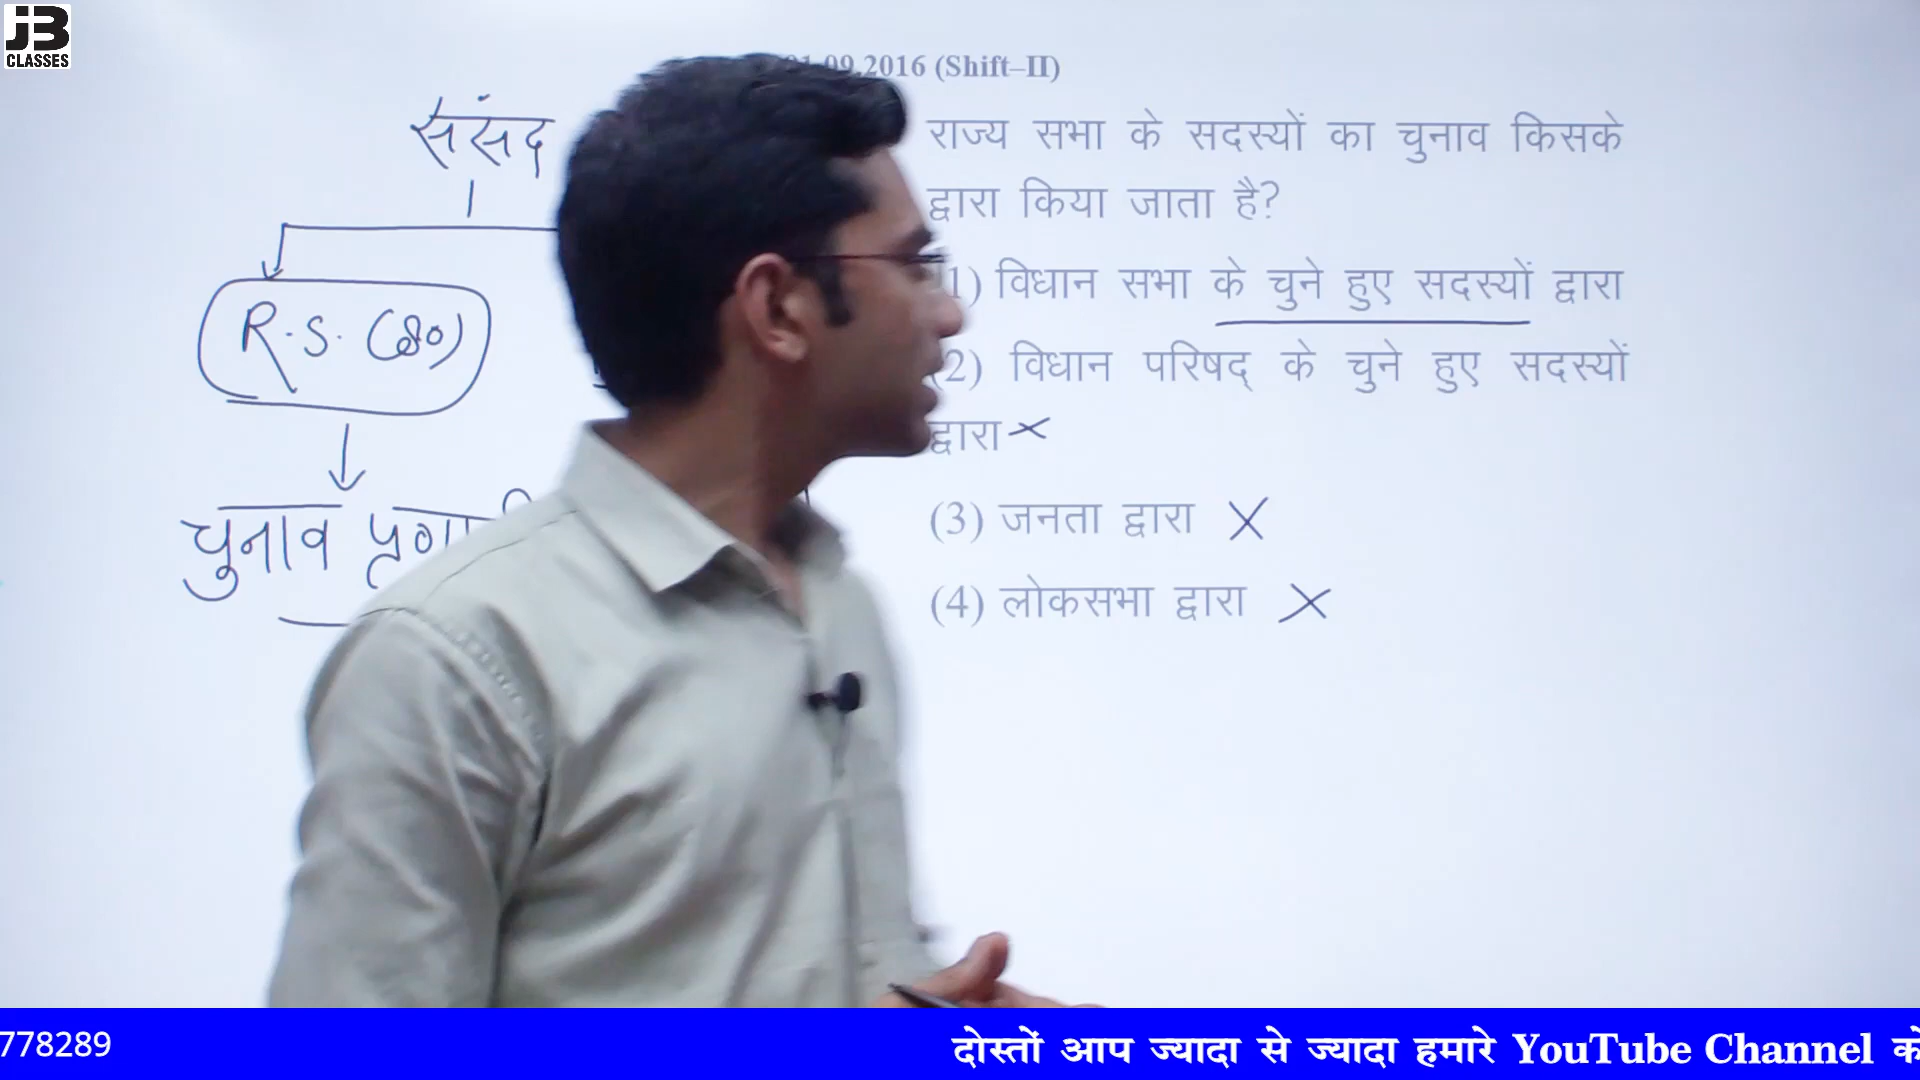 JB
CLASSES
09.2016 (Shift–II)
संसद
राज्य सभा के सदस्यों का चुनाव किसके
द्वारा किया जाता है?
R.S. (80)
1) विधान सभा के चुने हुए सदस्यों द्वारा
2) विधान परिषद् के चुने हुए सदस्यों
द्वारा
चुनाव
(3) जनता द्वारा
(4) लोकसभा द्वारा
778289
दोस्तों आप ज्यादा से ज्यादा हमारे YouTube Channel को